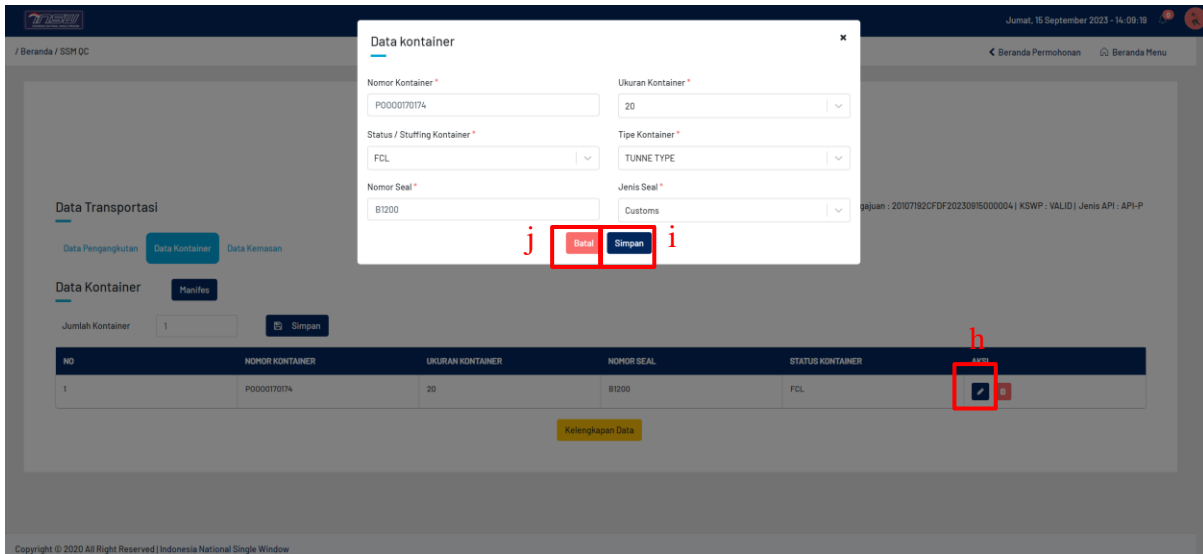 INSW
Jumat, 15 September 2023 - 14:09:19
/ Beranda / SSM QC
Beranda Permohonan Beranda Menu
Data kontainer
×
Nomor Kontainer *
Ukuran Kontainer *
P0000170174
20
Status / Stuffing Kontainer *
Tipe Kontainer *
FCL
TUNNE TYPE
Nomor Seal *
Jenis Seal *
B1200
Customs
j Batal Simpan i
Data Transportasi
gajuan : 20107192CFDF20230915000004 | KSWP : VALID | Jenis API : API-P
Data Pengangkutan Data Kontainer Data Kemasan
Data Kontainer Manifes
Jumlah Kontainer 1 Simpan
h
NO NOMOR KONTAINER UKURAN KONTAINER NOMOR SEAL STATUS KONTAINER AKSI
1 P0000170174 20 B1200 FCL
Kelengkapan Data
Copyright © 2020 All Right Reserved | Indonesia National Single Window